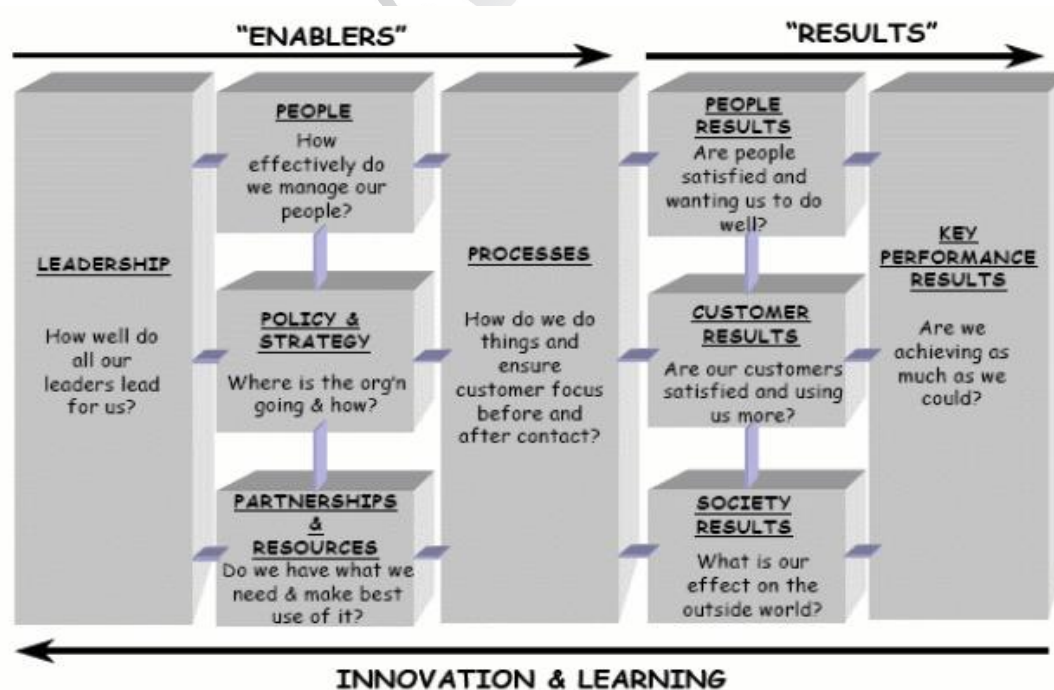 "ENABLERS"
"RESULTS"
LEADERSHIP
How well do
all our
leaders lead
for us?
PEOPLE
How
effectively do
we manage our
people?
POLICY &
STRATEGY
Where is the org'n
going & how?
PARTNERSHIPS
&
RESOURCES
Do we have what we
need & make best
use of it?
PROCESSES
How do we do
things and
ensure
customer focus
before and
after contact?
PEOPLE
RESULTS
Are people
satisfied and
wanting us to do
well?
CUSTOMER
RESULTS
Are our customers
satisfied and using
us more?
SOCIETY
RESULTS
What is our
effect on the
outside world?
KEY
PERFORMANCE
RESULTS
Are we
achieving as
much as we
could?
INNOVATION & LEARNING